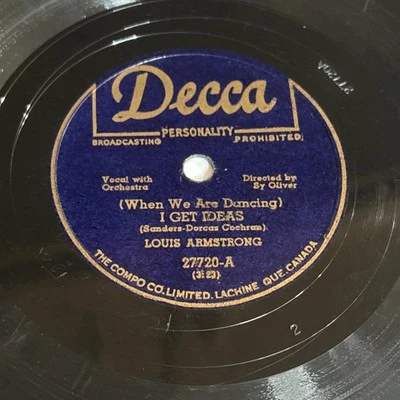 Decca
PERSONALITY
BROADCASTING PROHIBITED.
Vocal with Orchestra
Directed by Sy Oliver
(When We Are Dancing)
I GET IDEAS
(Sanders-Dorcas Cochran)
LOUIS ARMSTRONG
27720-A
(3:23)
THE COMPO CO. LIMITED. LACHINE QUE. CANADA
2